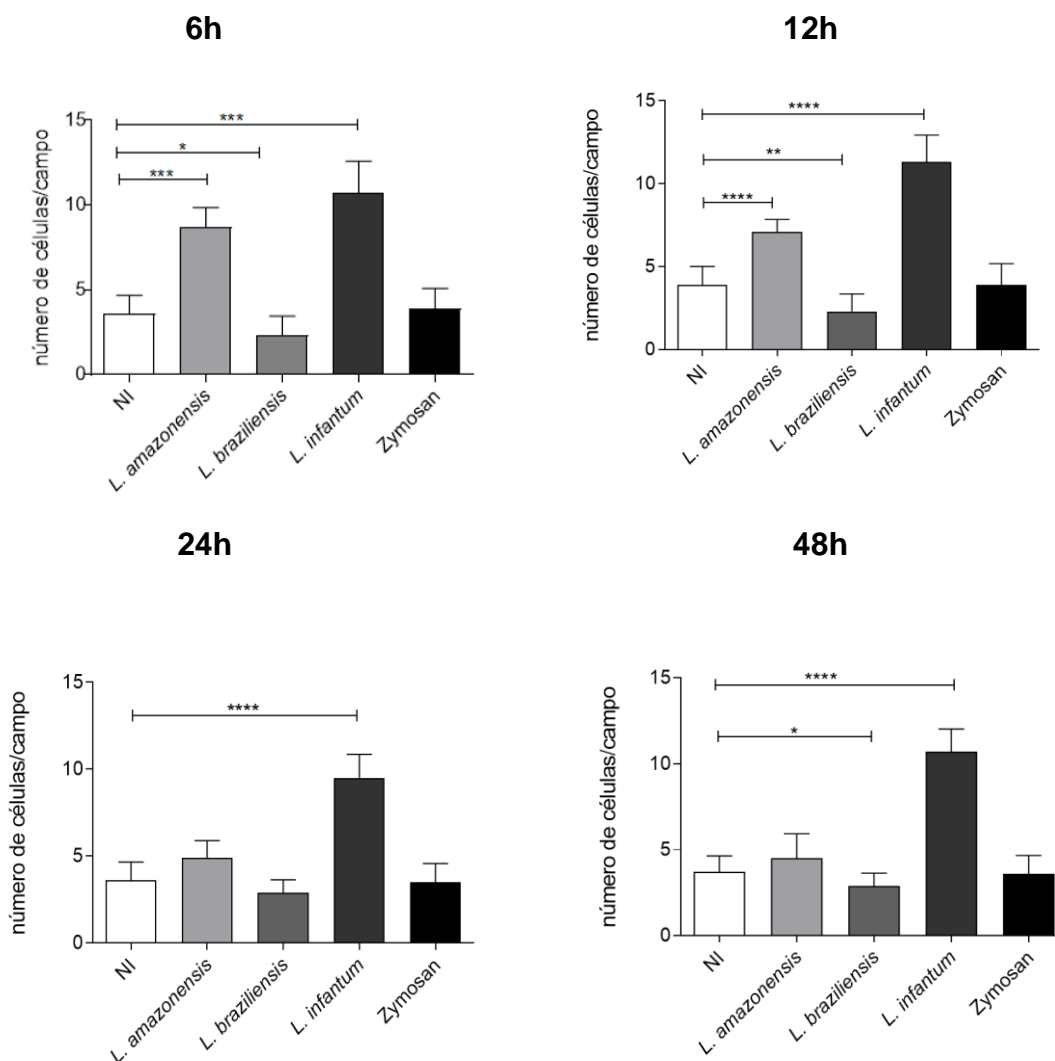 6h
número de células/campo
15
10
5
0
***
*
***
NI
L. amazonensis
L. braziliensis
L. infantum
Zymosan
12h
número de células/campo
15
10
5
0
****
**
****
NI
L. amazonensis
L. braziliensis
L. infantum
Zymosan
24h
número de células/campo
15
10
5
0
****
NI
L. amazonensis
L. braziliensis
L. infantum
Zymosan
48h
número de células/campo
15
10
5
0
****
*
NI
L. amazonensis
L. braziliensis
L. infantum
Zymosan